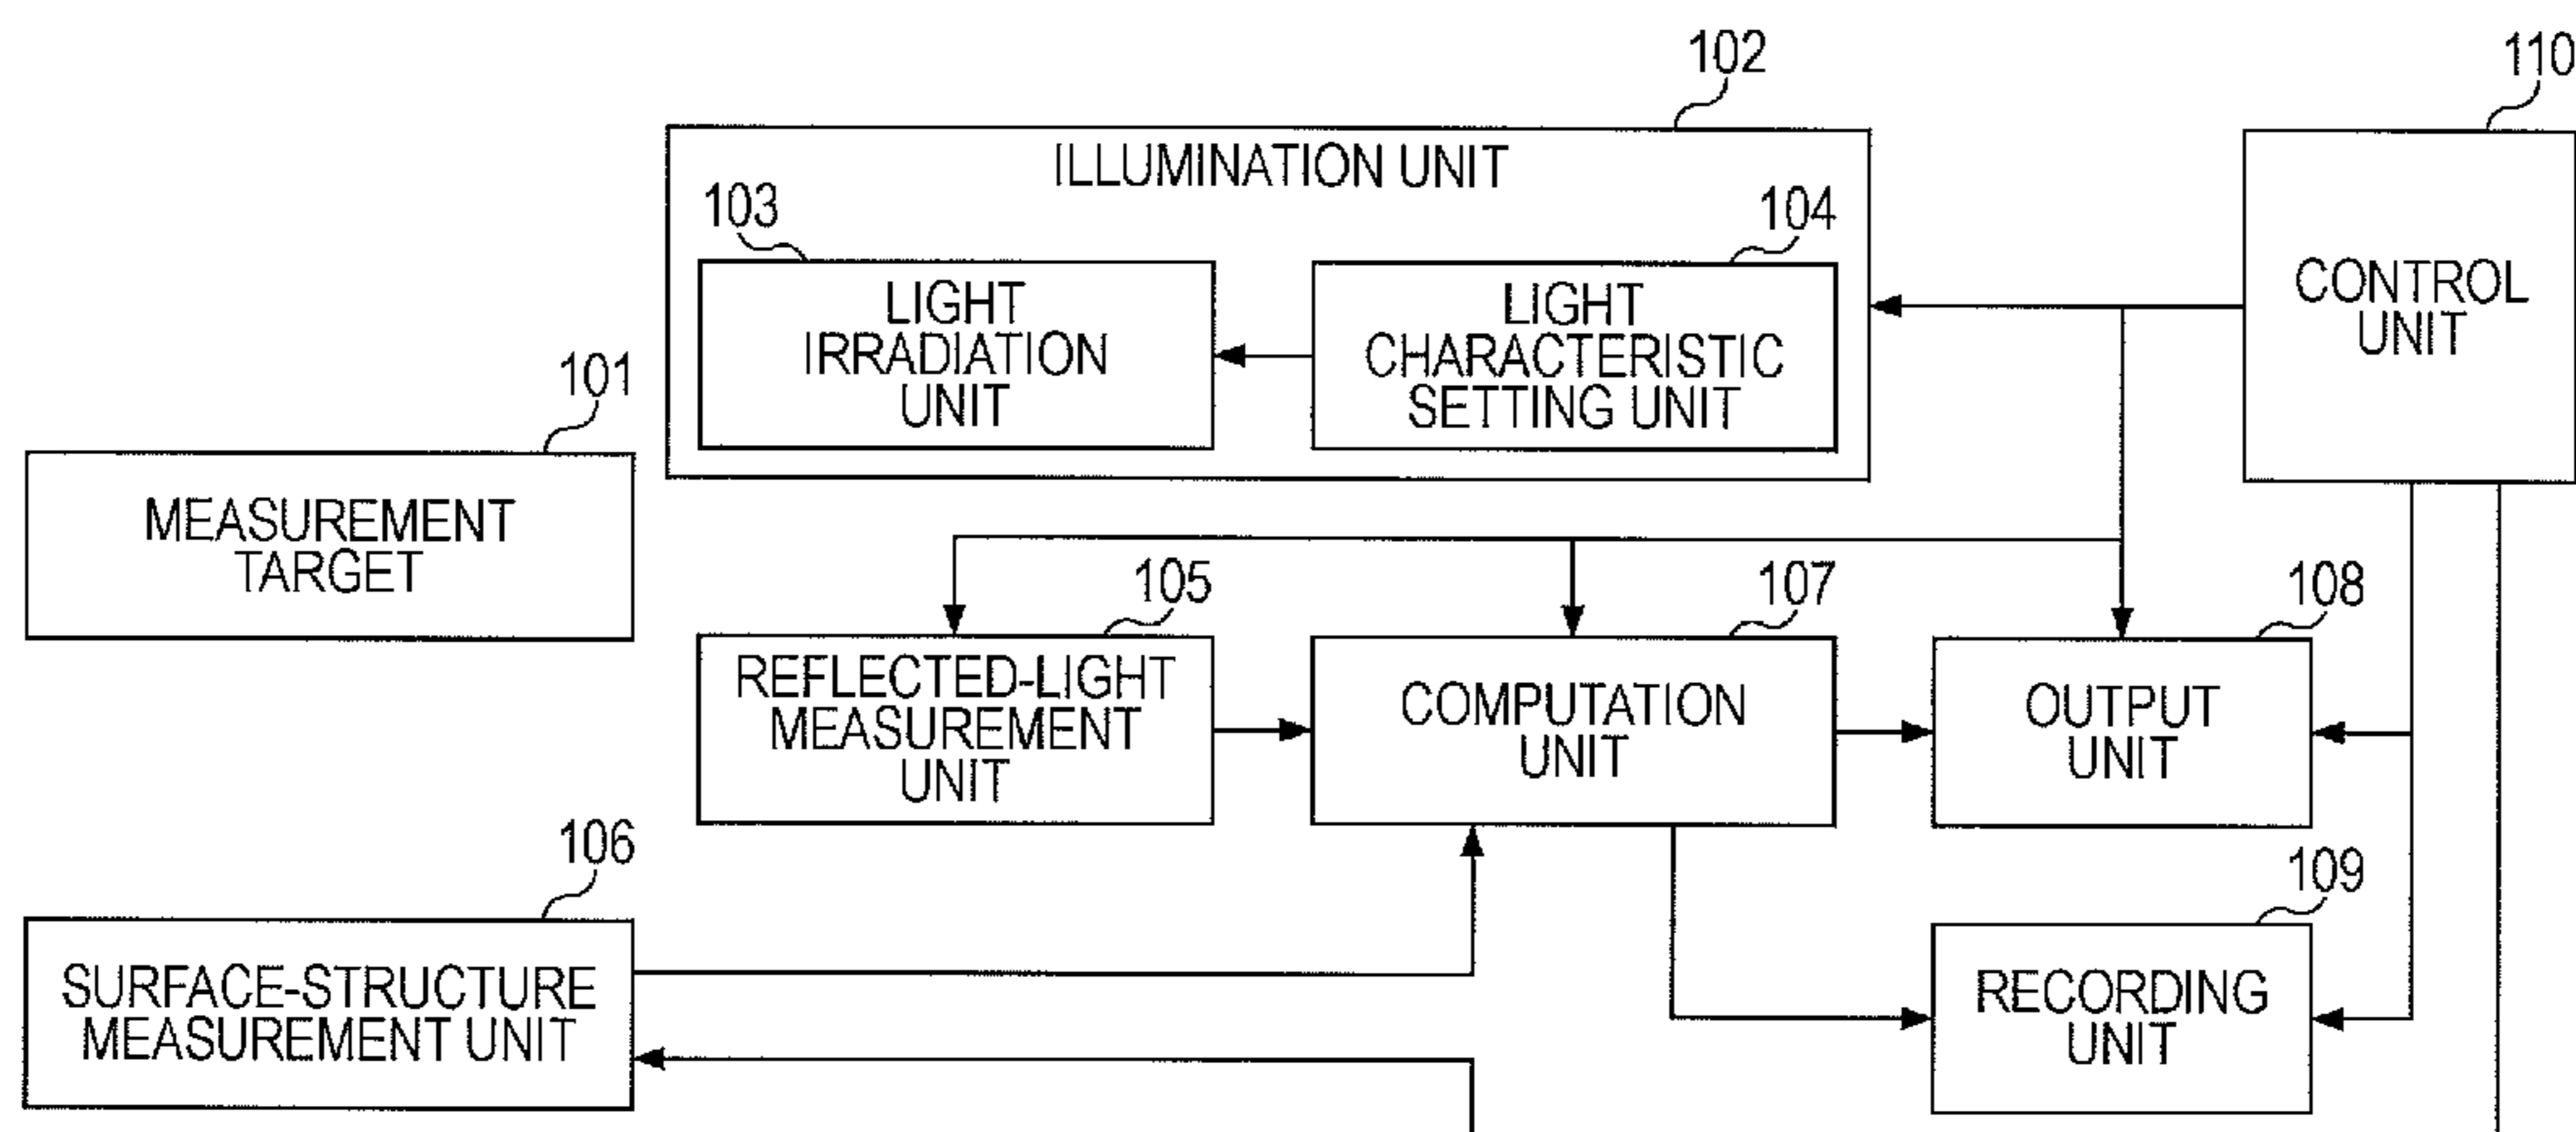 102
110
ILLUMINATION UNIT
103
104
LIGHT
IRRADIATION
UNIT
LIGHT
CHARACTERISTIC
SETTING UNIT
CONTROL
UNIT
101
MEASUREMENT
TARGET
105
107
108
REFLECTED-LIGHT
MEASUREMENT
UNIT
COMPUTATION
UNIT
OUTPUT
UNIT
106
109
SURFACE-STRUCTURE
MEASUREMENT UNIT
RECORDING
UNIT